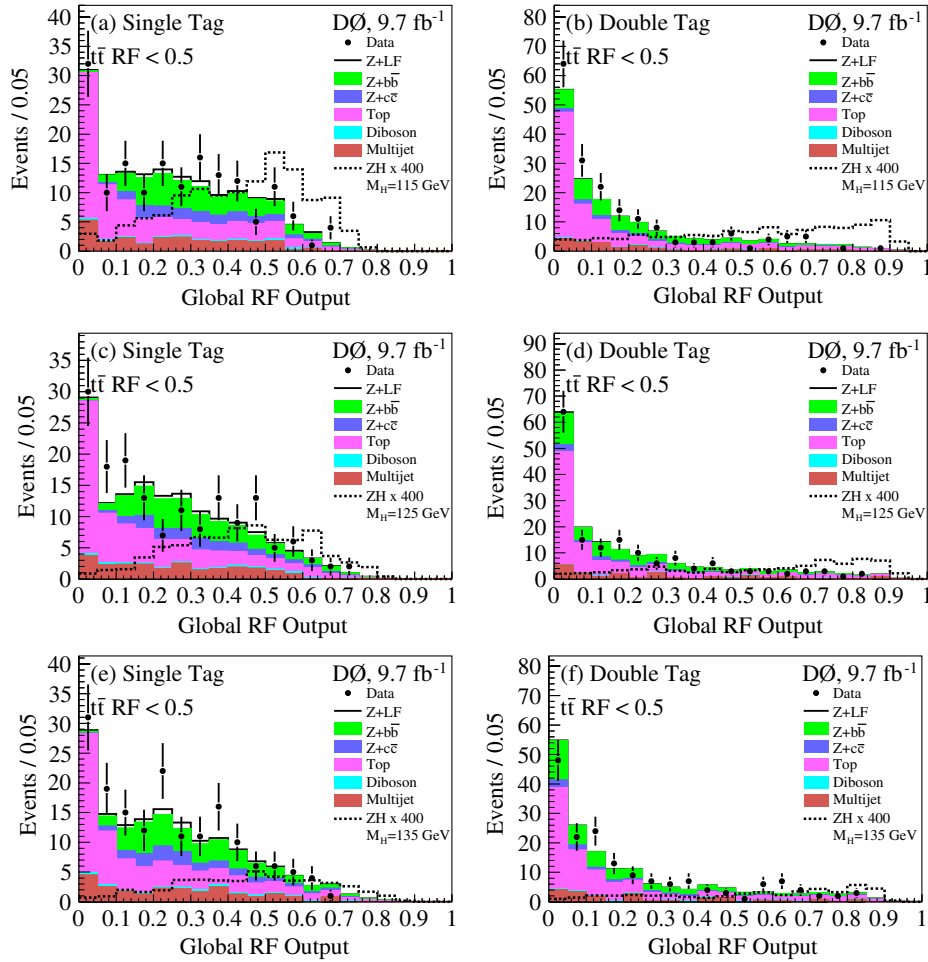 (a) Single Tag
DØ, 9.7 fb⁻¹
tt̄ RF < 0.5
Data
Z+LF
Z+bb̄
Z+cc̄
Top
Diboson
Multijet
ZH x 400
M_H=115 GeV
Events / 0.05
40
35
30
25
20
15
10
5
0
0 0.1 0.2 0.3 0.4 0.5 0.6 0.7 0.8 0.9 1
Global RF Output
(b) Double Tag
DØ, 9.7 fb⁻¹
tt̄ RF < 0.5
Data
Z+LF
Z+bb̄
Z+cc̄
Top
Diboson
Multijet
ZH x 400
M_H=115 GeV
Events / 0.05
80
70
60
50
40
30
20
10
0
0 0.1 0.2 0.3 0.4 0.5 0.6 0.7 0.8 0.9 1
Global RF Output
(c) Single Tag
DØ, 9.7 fb⁻¹
tt̄ RF < 0.5
Data
Z+LF
Z+bb̄
Z+cc̄
Top
Diboson
Multijet
ZH x 400
M_H=125 GeV
Events / 0.05
35
30
25
20
15
10
5
0
0 0.1 0.2 0.3 0.4 0.5 0.6 0.7 0.8 0.9 1
Global RF Output
(d) Double Tag
DØ, 9.7 fb⁻¹
tt̄ RF < 0.5
Data
Z+LF
Z+bb̄
Z+cc̄
Top
Diboson
Multijet
ZH x 400
M_H=125 GeV
Events / 0.05
90
80
70
60
50
40
30
20
10
0
0 0.1 0.2 0.3 0.4 0.5 0.6 0.7 0.8 0.9 1
Global RF Output
(e) Single Tag
DØ, 9.7 fb⁻¹
tt̄ RF < 0.5
Data
Z+LF
Z+bb̄
Z+cc̄
Top
Diboson
Multijet
ZH x 400
M_H=135 GeV
Events / 0.05
40
35
30
25
20
15
10
5
0
0 0.1 0.2 0.3 0.4 0.5 0.6 0.7 0.8 0.9 1
Global RF Output
(f) Double Tag
DØ, 9.7 fb⁻¹
tt̄ RF < 0.5
Data
Z+LF
Z+bb̄
Z+cc̄
Top
Diboson
Multijet
ZH x 400
M_H=135 GeV
Events / 0.05
80
70
60
50
40
30
20
10
0
0 0.1 0.2 0.3 0.4 0.5 0.6 0.7 0.8 0.9 1
Global RF Output